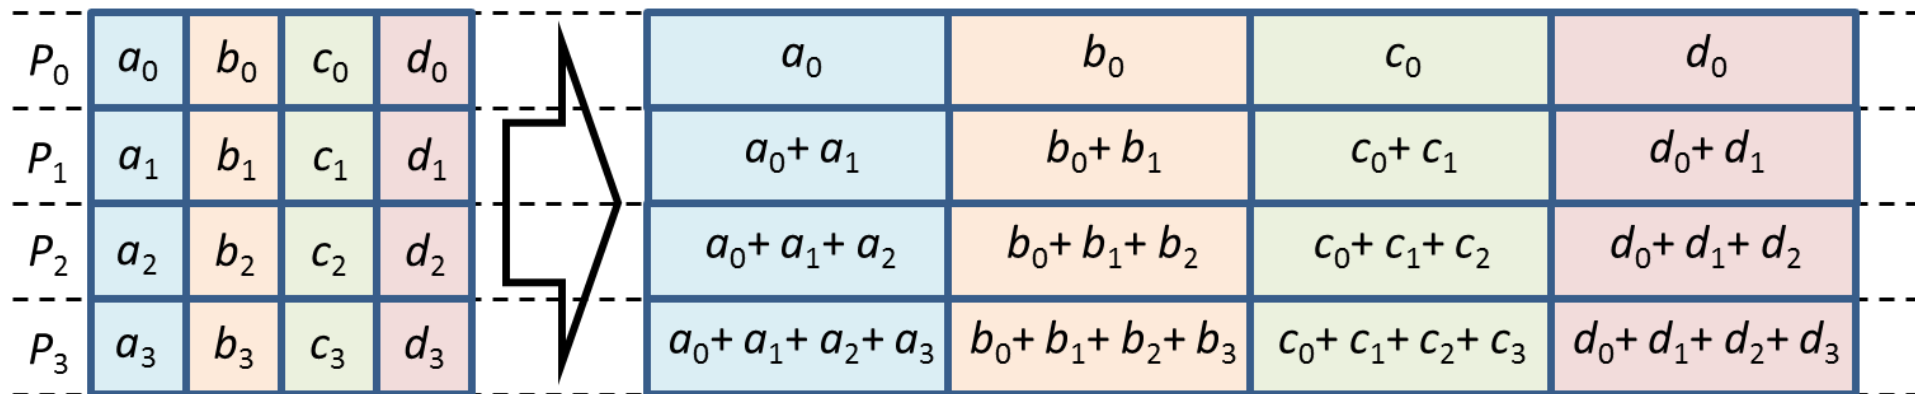 P0 a0 b0 c0 d0 a0 b0 c0 d0
P1 a1 b1 c1 d1 a0+ a1 b0+ b1 c0+ c1 d0+ d1
P2 a2 b2 c2 d2 a0+ a1+ a2 b0+ b1+ b2 c0+ c1+ c2 d0+ d1+ d2
P3 a3 b3 c3 d3 a0+ a1+ a2+ a3 b0+ b1+ b2+ b3 c0+ c1+ c2+ c3 d0+ d1+ d2+ d3